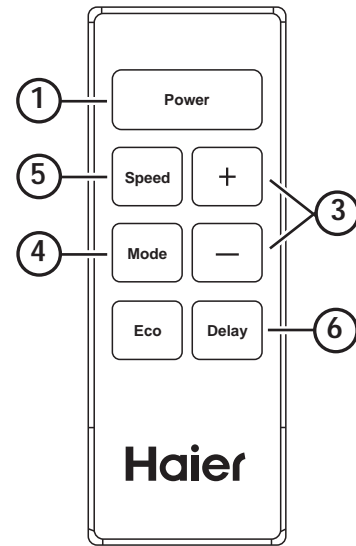 1 Power
5 Speed + 3
4 Mode —
Eco Delay 6
Haier